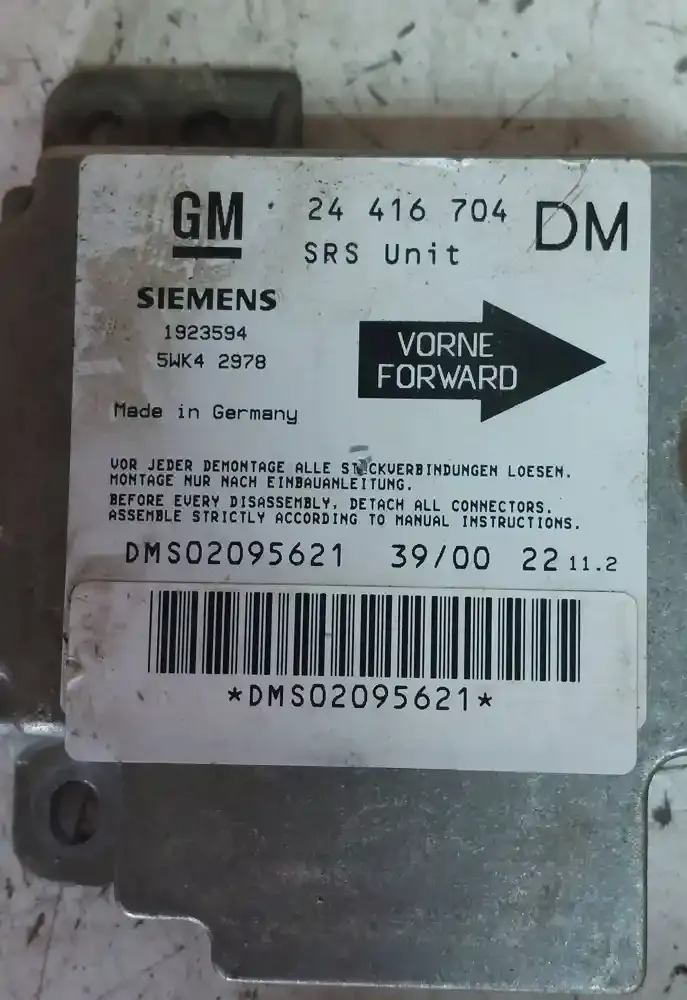 GM 24 416 704 DM
SRS Unit
SIEMENS
1923594
5WK4 2978
VORNE
FORWARD
Made in Germany
VOR JEDER DEMONTAGE ALLE STECKVERBINDUNGEN LOESEN.
MONTAGE NUR NACH EINBAUANLEITUNG.
BEFORE EVERY DISASSEMBLY, DETACH ALL CONNECTORS.
ASSEMBLE STRICTLY ACCORDING TO MANUAL INSTRUCTIONS.
DMS02095621 39/00 22 11.2
*DMS02095621*